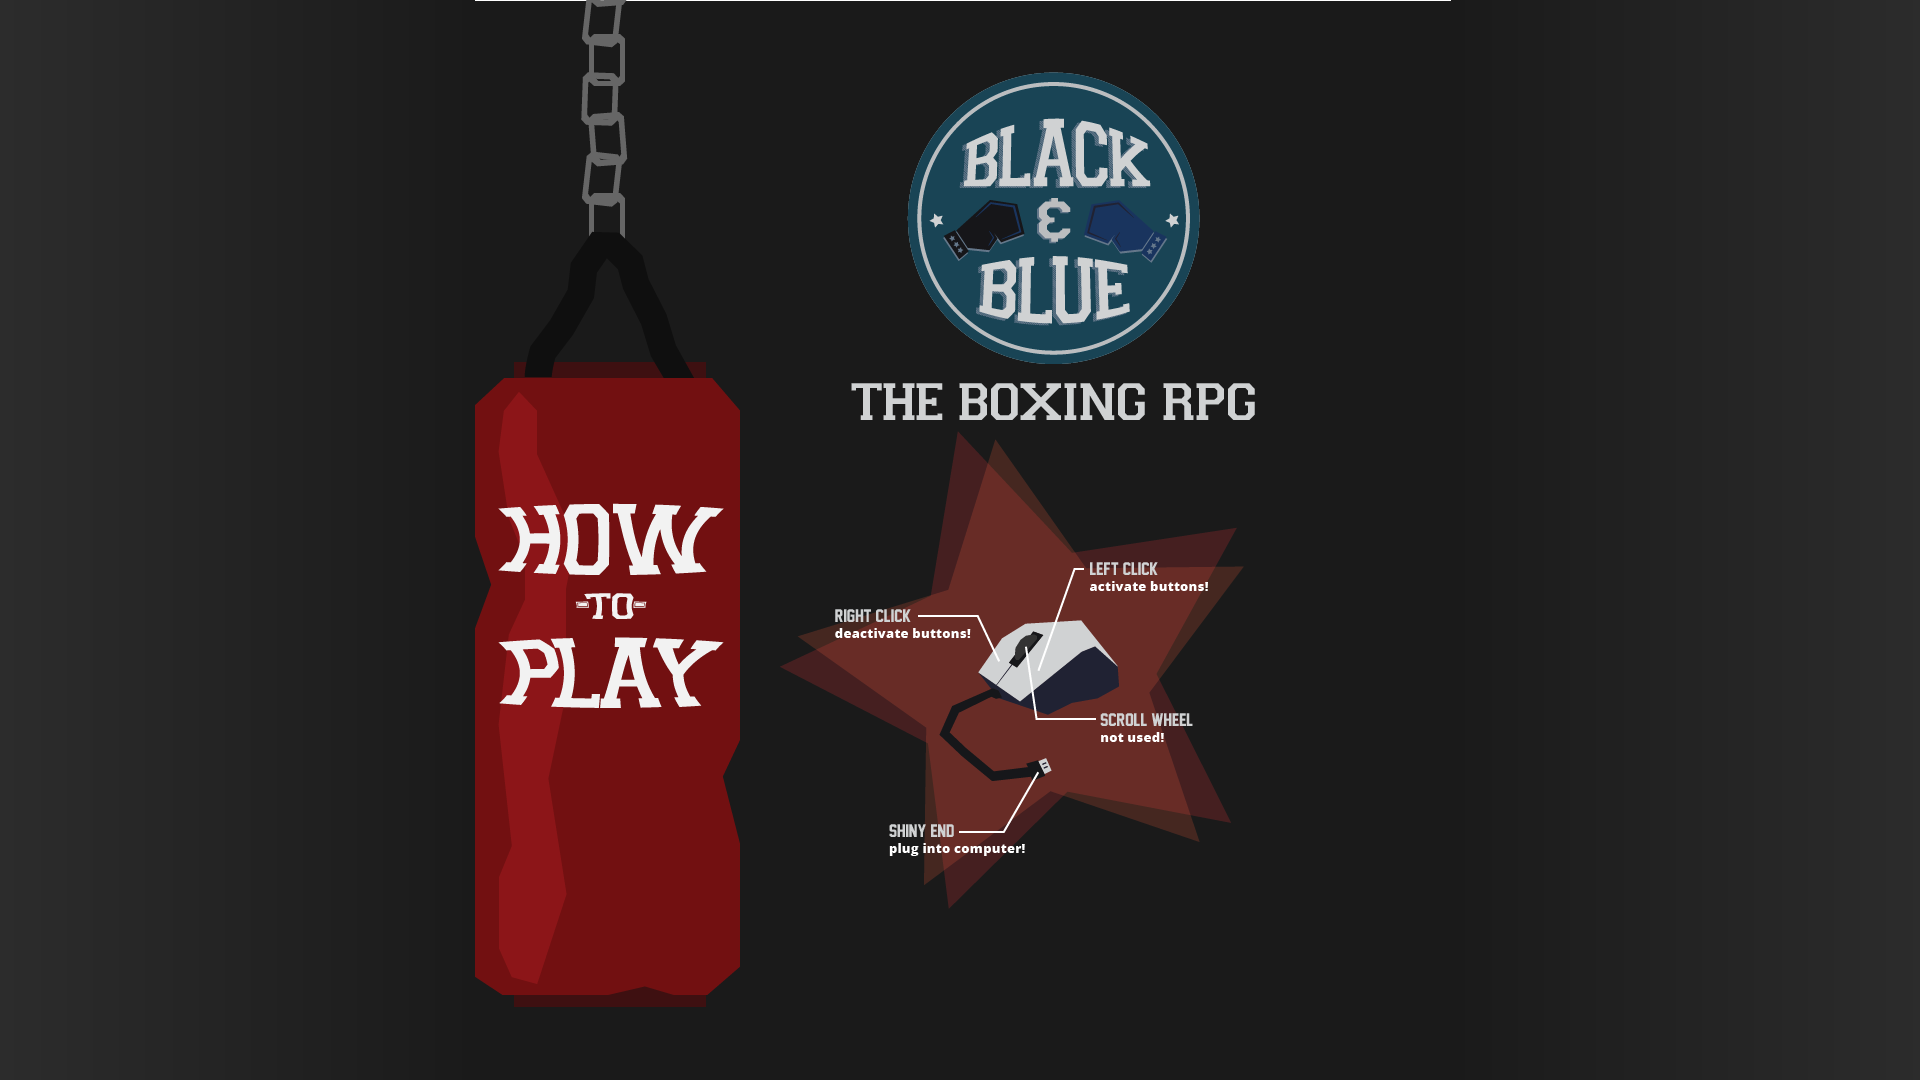 BLACK
&
BLUE
THE BOXING RPG
HOW
-TO-
PLAY
LEFT CLICK
activate buttons!
RIGHT CLICK
deactivate buttons!
SCROLL WHEEL
not used!
SHINY END
plug into computer!